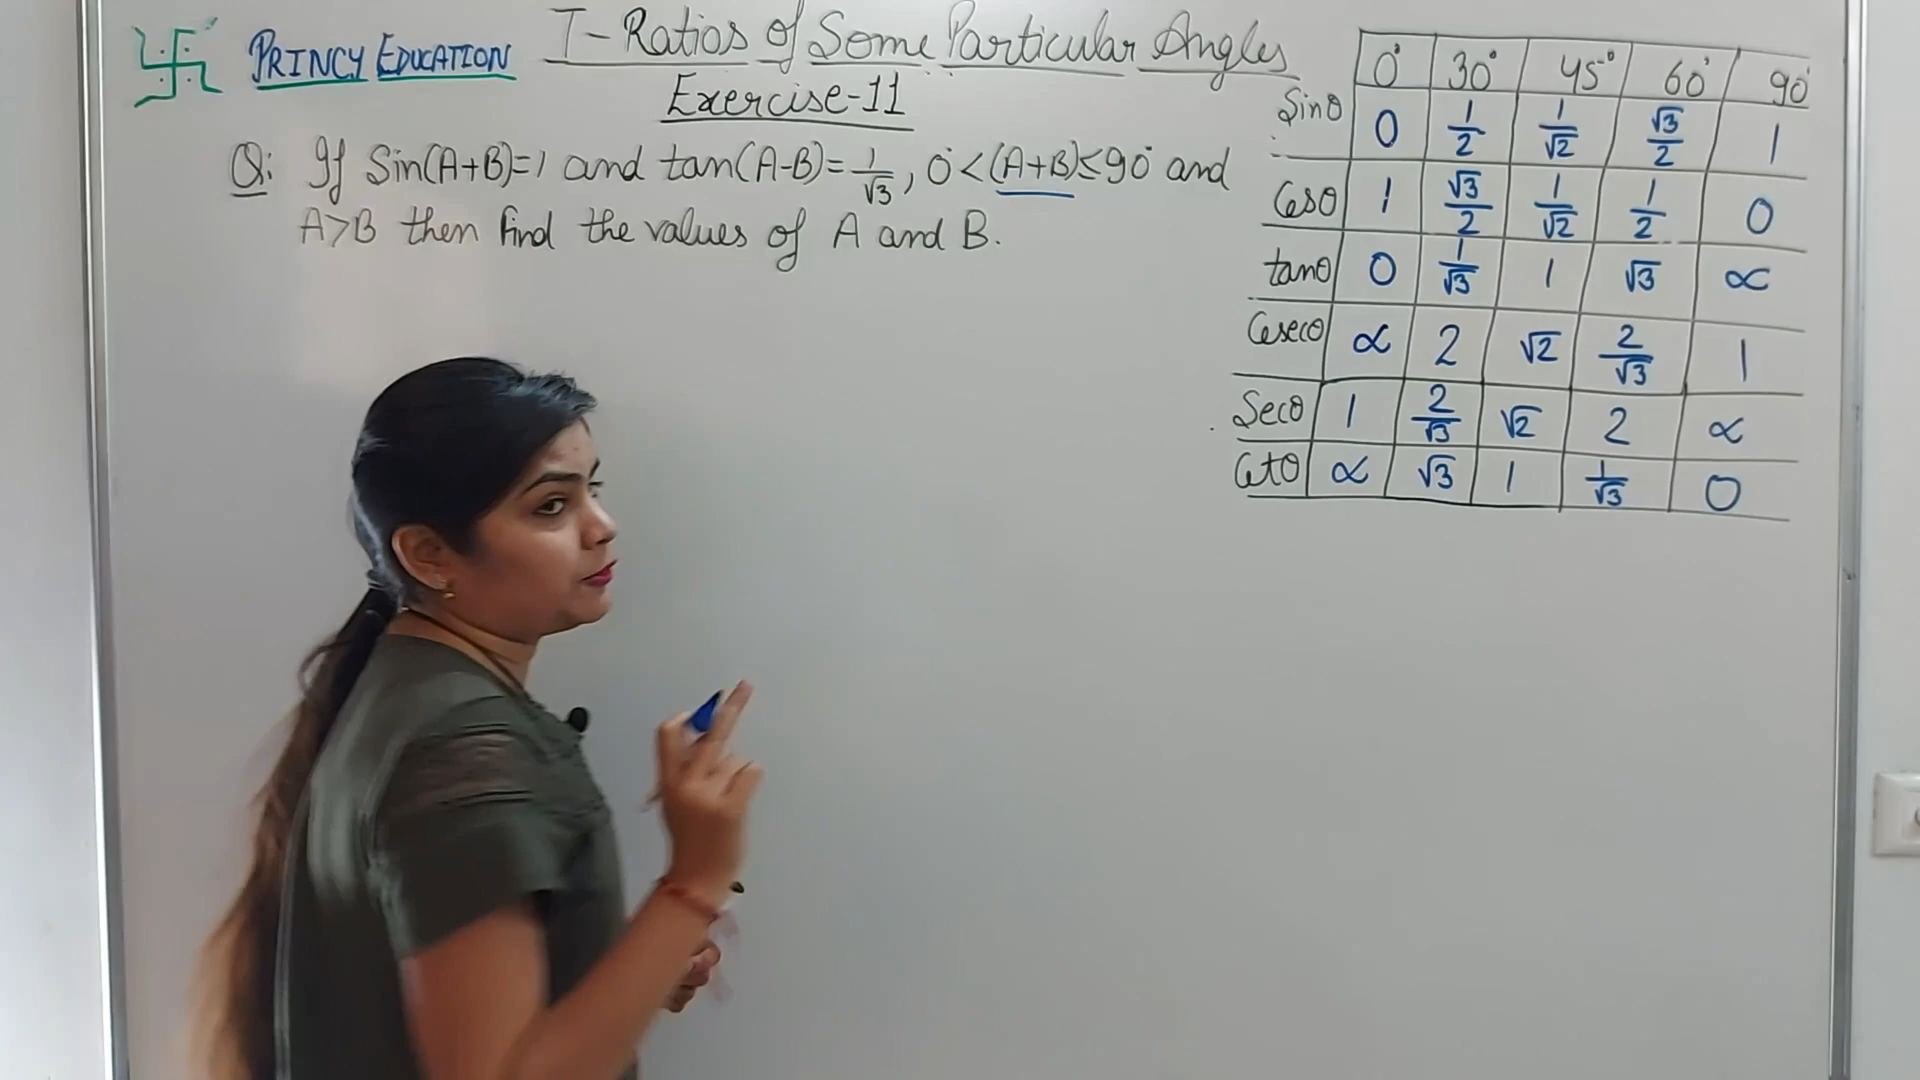 PRINCY EDUCATION
T-Ratios of Some Particular Angles
Exercise-11
Q: If Sin(A+B)=1 and tan(A-B)=1/√3, 0°<(A+B)≤90° and
A>B then find the values of A and B.
0° 30° 45° 60° 90°
Sinθ 0 1/2 1/√2 √3/2 1
Cosθ 1 √3/2 1/√2 1/2 0
tanθ 0 1/√3 1 √3 ∝
Cosecθ ∝ 2 √2 2/√3 1
Secθ 1 2/√3 √2 2 ∝
Cotθ ∝ √3 1 1/√3 0